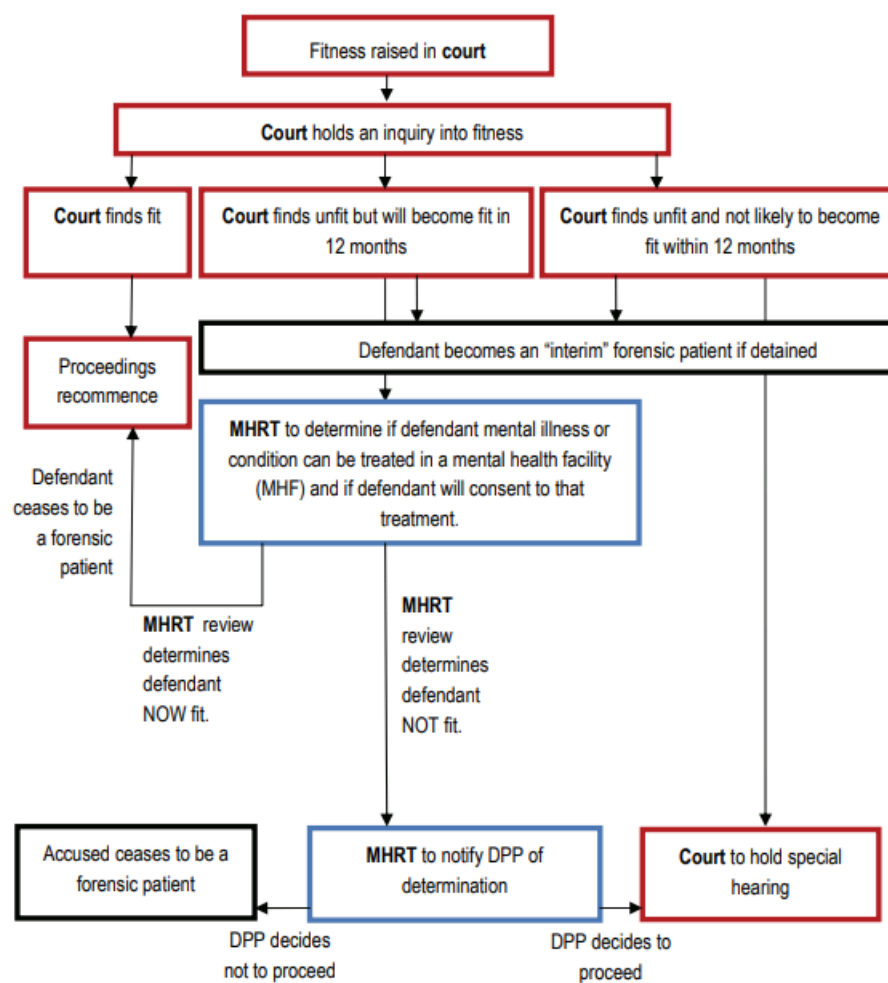 Fitness raised in court
Court holds an inquiry into fitness
Court finds fit
Court finds unfit but will become fit in
12 months
Court finds unfit and not likely to become
fit within 12 months
Defendant becomes an “interim” forensic patient if detained
Proceedings
recommence
MHRT to determine if defendant mental illness or
condition can be treated in a mental health facility
(MHF) and if defendant will consent to that
treatment.
Defendant
ceases to be
a forensic
patient
MHRT review
determines
defendant
NOW fit.
MHRT
review
determines
defendant
NOT fit.
Accused ceases to be a
forensic patient
MHRT to notify DPP of
determination
Court to hold special
hearing
DPP decides
not to proceed
DPP decides to
proceed